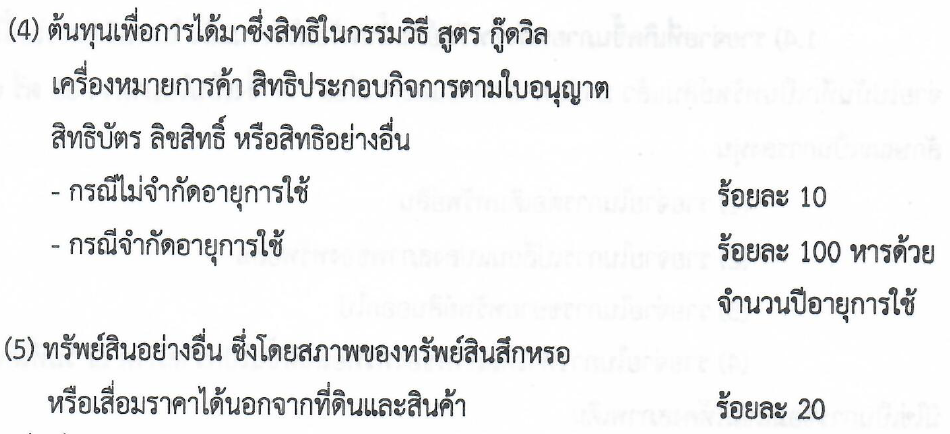 (4) ต้นทุนเพื่อการได้มาซึ่งสิทธิในกรรมวิธี สูตร กู๊ดวิล
เครื่องหมายการค้า สิทธิประกอบกิจการตามใบอนุญาต
สิทธิบัตร ลิขสิทธิ์ หรือสิทธิอย่างอื่น
- กรณีไม่จำกัดอายุการใช้ ร้อยละ 10
- กรณีจำกัดอายุการใช้ ร้อยละ 100 หารด้วย
จำนวนปีอายุการใช้
(5) ทรัพย์สินอย่างอื่น ซึ่งโดยสภาพของทรัพย์สินสึกหรอ
หรือเสื่อมราคาได้นอกจากที่ดินและสินค้า ร้อยละ 20